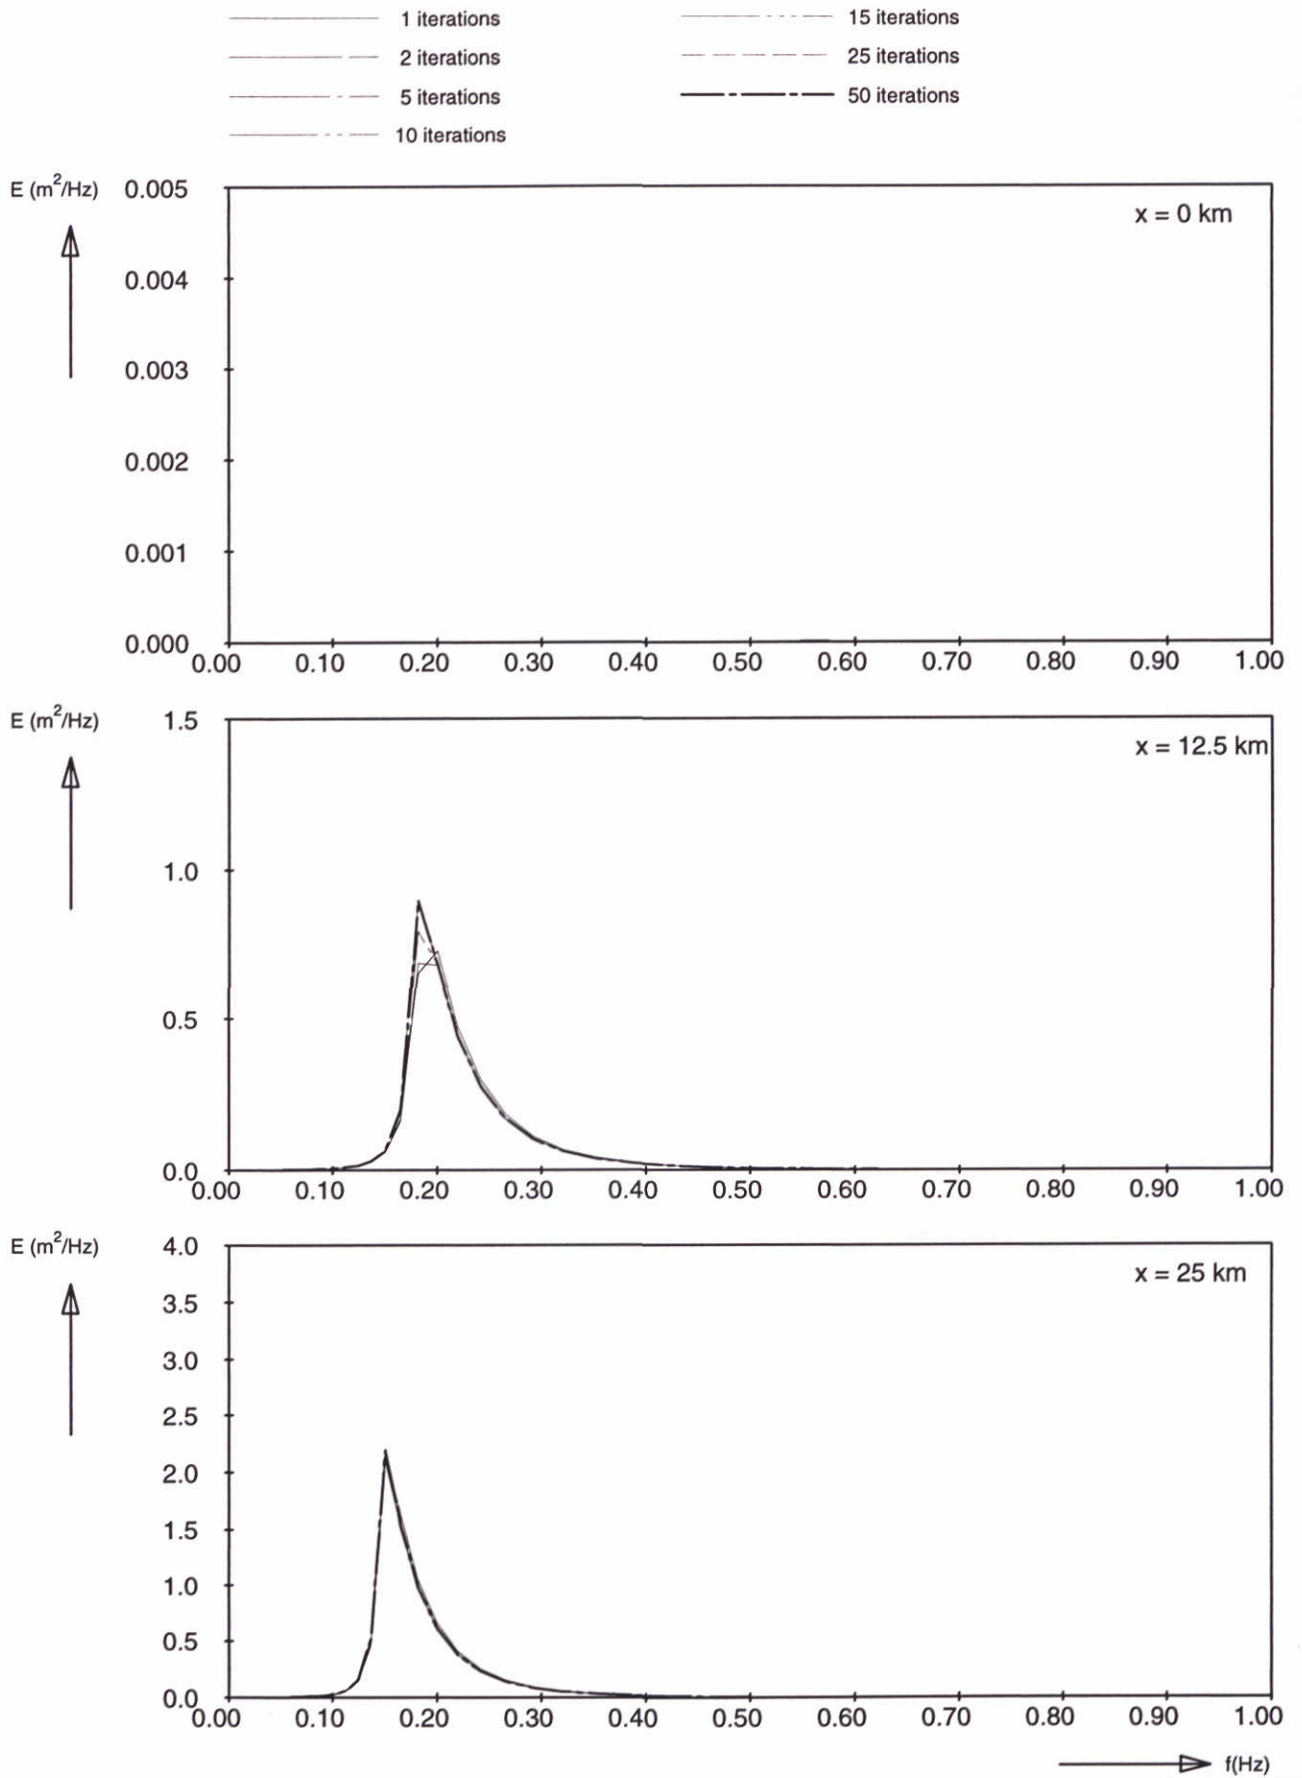 1 iterations
15 iterations
2 iterations
25 iterations
5 iterations
50 iterations
10 iterations
E (m²/Hz)
0.005
x = 0 km
0.004
0.003
0.002
0.001
0.000
0.00 0.10 0.20 0.30 0.40 0.50 0.60 0.70 0.80 0.90 1.00
E (m²/Hz)
1.5
x = 12.5 km
1.0
0.5
0.0
0.00 0.10 0.20 0.30 0.40 0.50 0.60 0.70 0.80 0.90 1.00
E (m²/Hz)
4.0
x = 25 km
3.5
3.0
2.5
2.0
1.5
1.0
0.5
0.0
0.00 0.10 0.20 0.30 0.40 0.50 0.60 0.70 0.80 0.90 1.00
f(Hz)